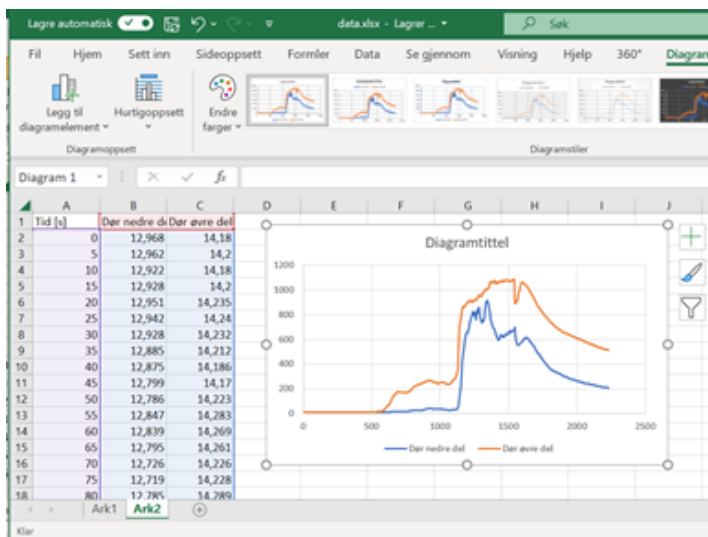 Lagre automatisk
data.xlsx - Lagrer ...
Søk
Fil Hjem Sett inn Sideoppsett Formler Data Se gjennom Visning Hjelp 360° Diagram
Legg til diagramelement
Hurtigoppsett
Endre farger
Diagramoppsett
Diagramstiler
Diagram 1
fx
A B C D E F G H I J
1 Tid [s] Dør nedre de Dør øvre del
2 0 12,968 14,18
3 5 12,962 14,2
4 10 12,922 14,18
5 15 12,928 14,2
6 20 12,951 14,235
7 25 12,942 14,24
8 30 12,928 14,232
9 35 12,885 14,212
10 40 12,875 14,186
11 45 12,799 14,17
12 50 12,786 14,223
13 55 12,847 14,283
14 60 12,839 14,269
15 65 12,795 14,261
16 70 12,726 14,226
17 75 12,719 14,228
18 80 12,785 14,289
Diagramtittel
1200
1000
800
600
400
200
0
0 500 1000 1500 2000 2500
Dør nedre del Dør øvre del
Ark1 Ark2
Klar